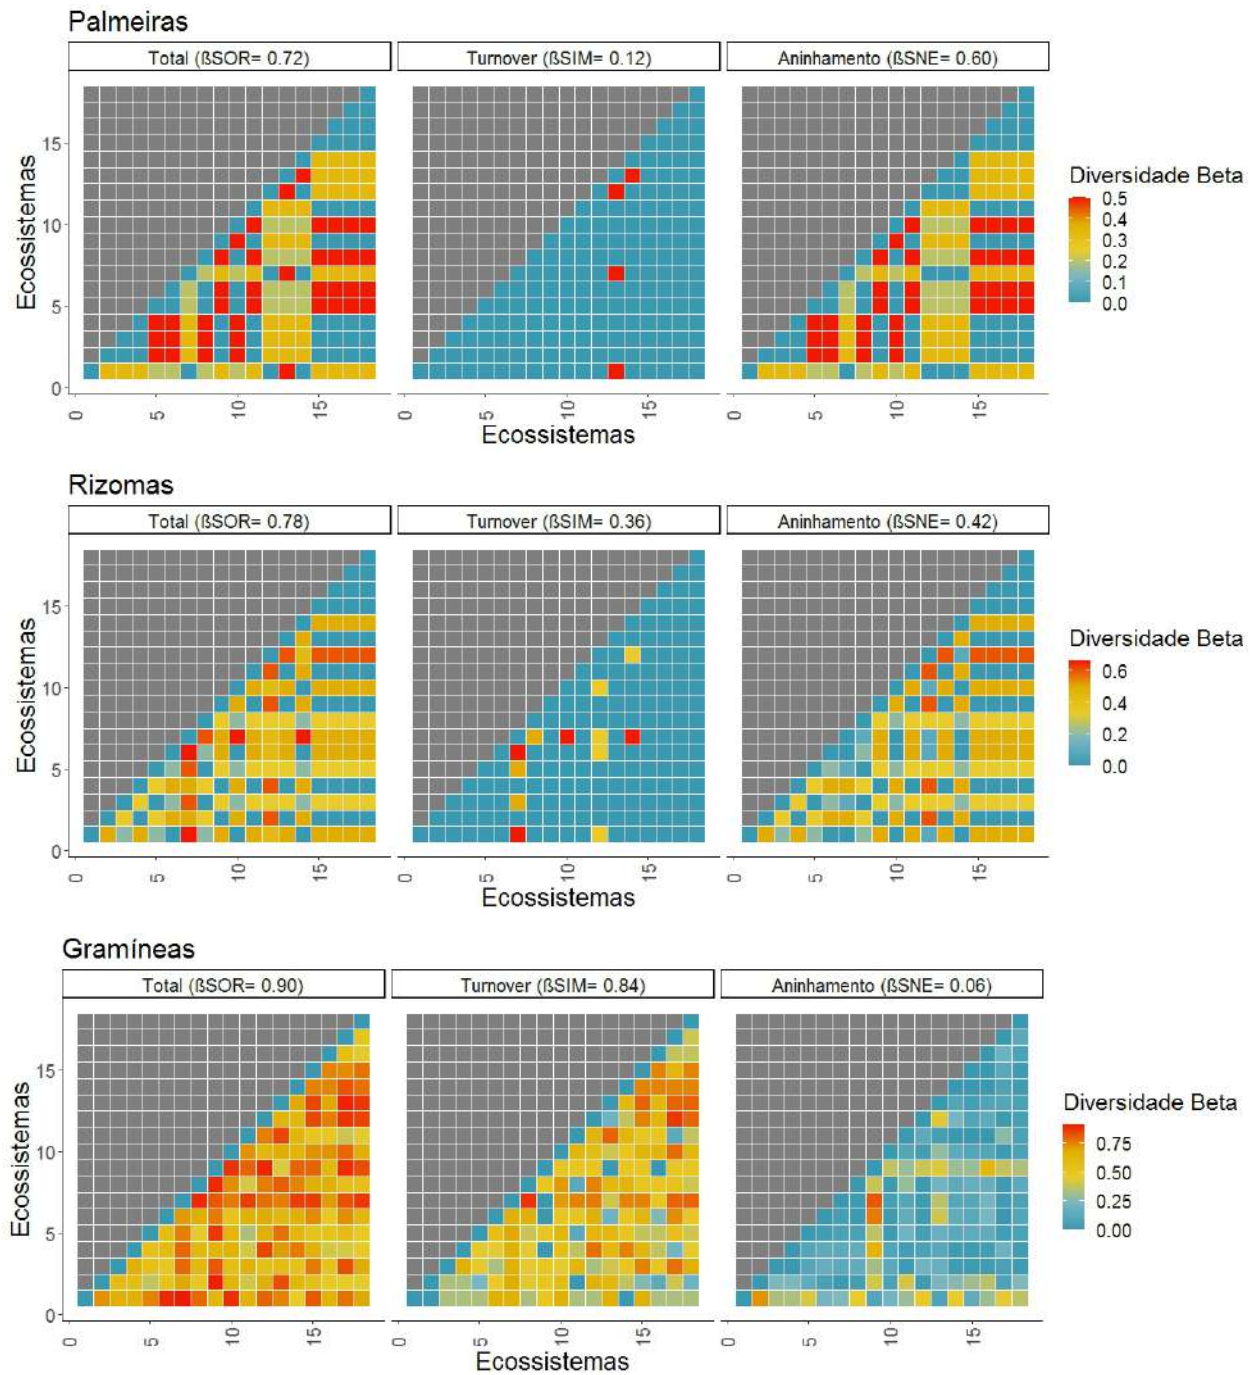 Palmeiras
Total (ßSOR= 0.72)
Turnover (ßSIM= 0.12)
Aninhamento (ßSNE= 0.60)
Ecossistemas
15
10
5
0
0 5 10 15
0 5 10 15
0 5 10 15
Ecossistemas
Diversidade Beta
0.5
0.4
0.3
0.2
0.1
0.0
Rizomas
Total (ßSOR= 0.78)
Turnover (ßSIM= 0.36)
Aninhamento (ßSNE= 0.42)
Ecossistemas
15
10
5
0
0 5 10 15
0 5 10 15
0 5 10 15
Ecossistemas
Diversidade Beta
0.6
0.4
0.2
0.0
Gramíneas
Total (ßSOR= 0.90)
Turnover (ßSIM= 0.84)
Aninhamento (ßSNE= 0.06)
Ecossistemas
15
10
5
0
0 5 10 15
0 5 10 15
0 5 10 15
Ecossistemas
Diversidade Beta
0.75
0.50
0.25
0.00